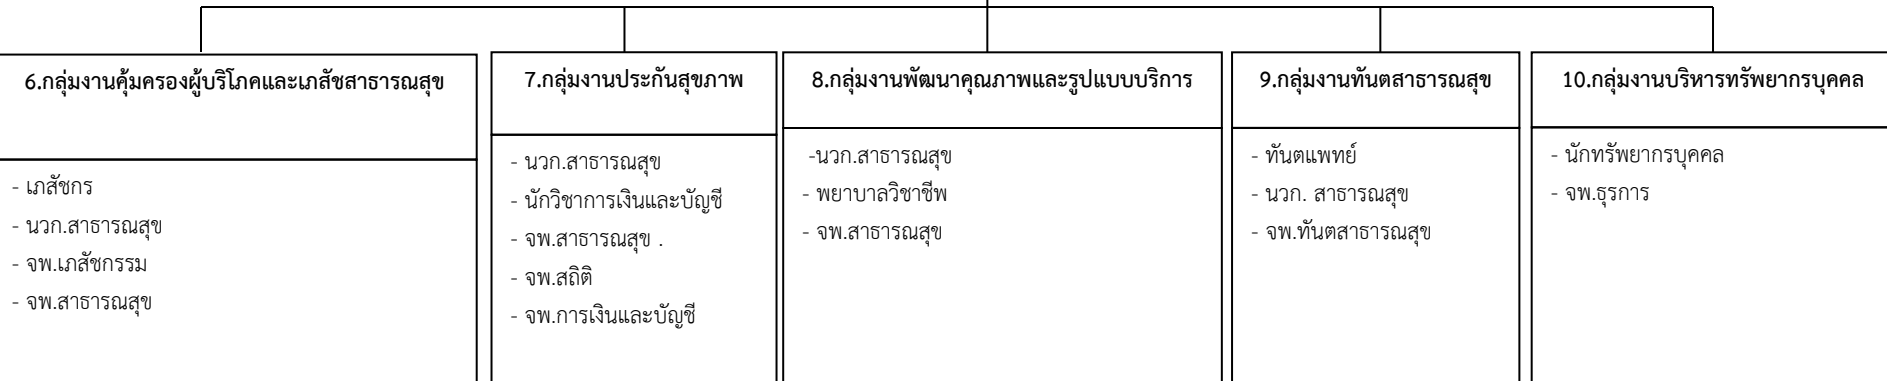 6.กลุ่มงานคุ้มครองผู้บริโภคและเภสัชสาธารณสุข
- เภสัชกร
- นวก.สาธารณสุข
- จพ.เภสัชกรรม
- จพ.สาธารณสุข
7.กลุ่มงานประกันสุขภาพ
- นวก.สาธารณสุข
- นักวิชาการเงินและบัญชี
- จพ.สาธารณสุข .
- จพ.สถิติ
- จพ.การเงินและบัญชี
8.กลุ่มงานพัฒนาคุณภาพและรูปแบบบริการ
-นวก.สาธารณสุข
- พยาบาลวิชาชีพ
- จพ.สาธารณสุข
9.กลุ่มงานทันตสาธารณสุข
- ทันตแพทย์
- นวก. สาธารณสุข
- จพ.ทันตสาธารณสุข
10.กลุ่มงานบริหารทรัพยากรบุคคล
- นักทรัพยากรบุคคล
- จพ.ธุรการ